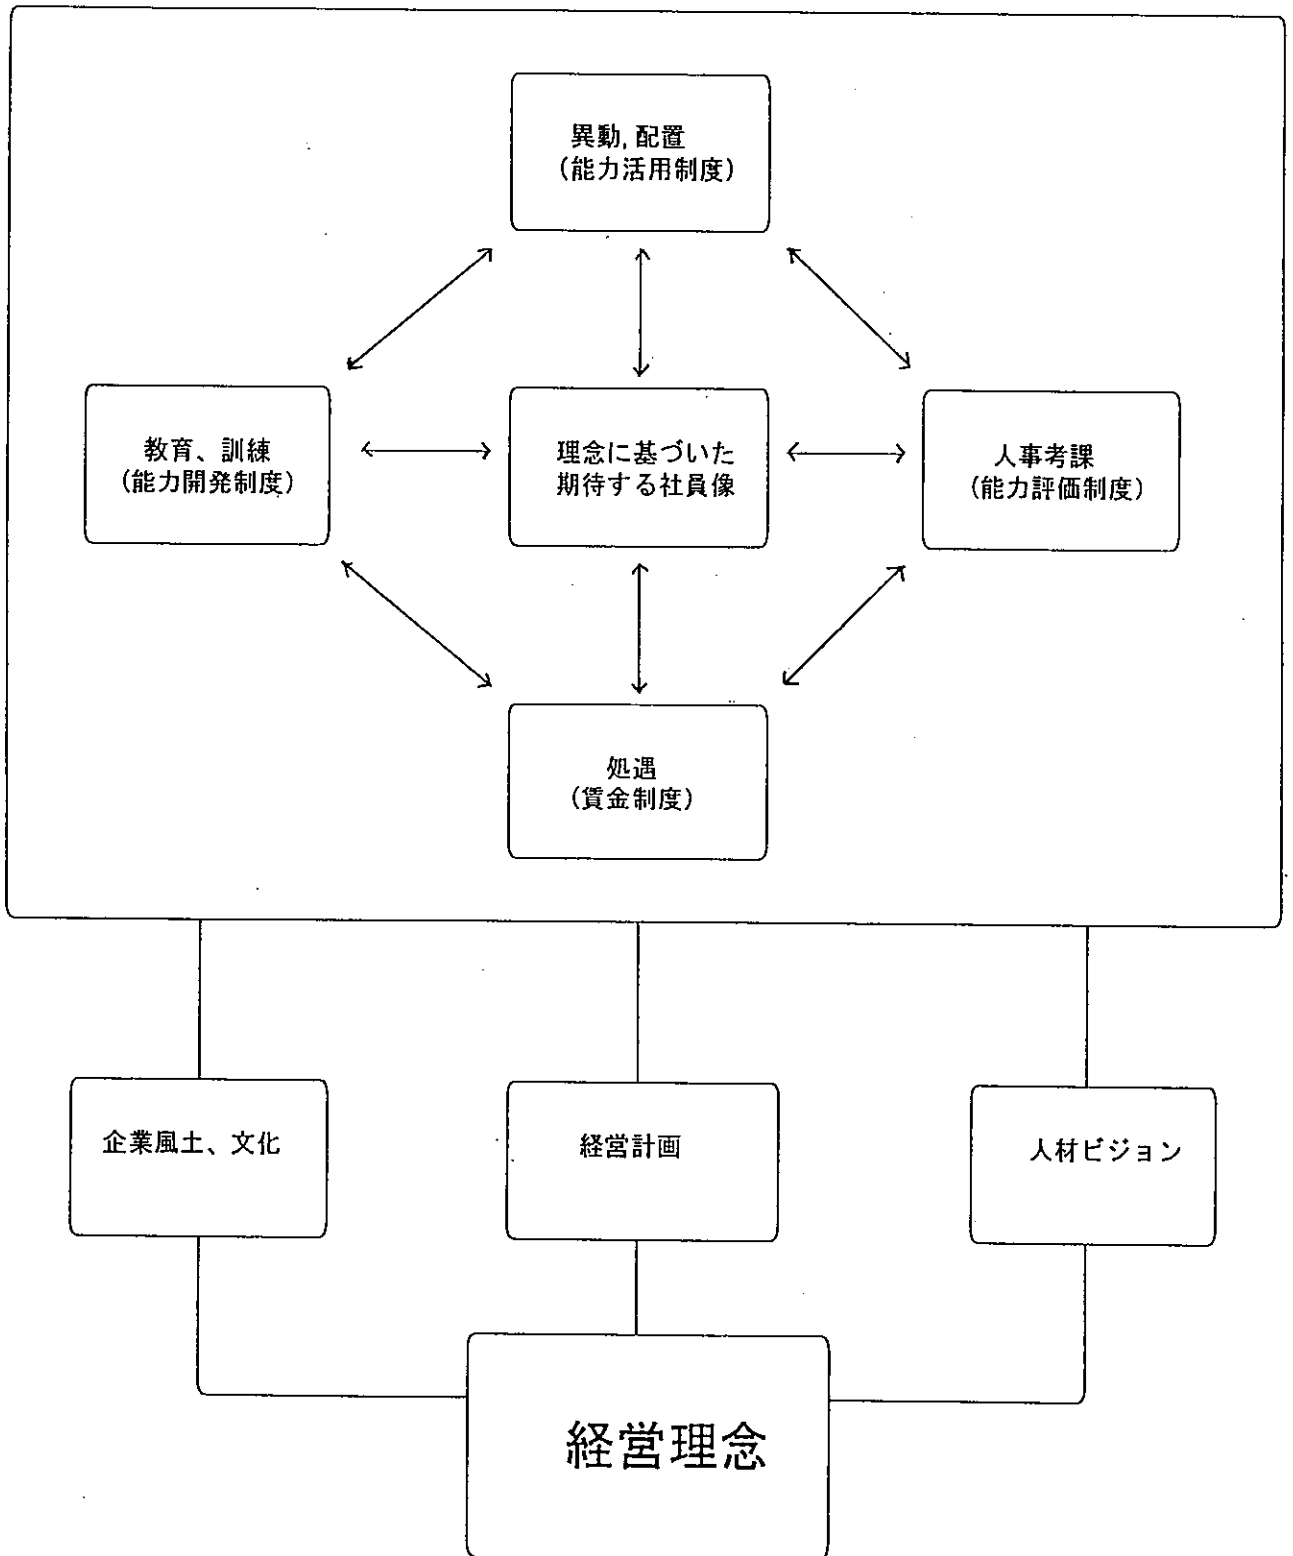 異動,配置
(能力活用制度)
教育、訓練
(能力開発制度)
理念に基づいた
期待する社員像
人事考課
(能力評価制度)
処遇
(賃金制度)
企業風土、文化
経営計画
人材ビジョン
経営理念